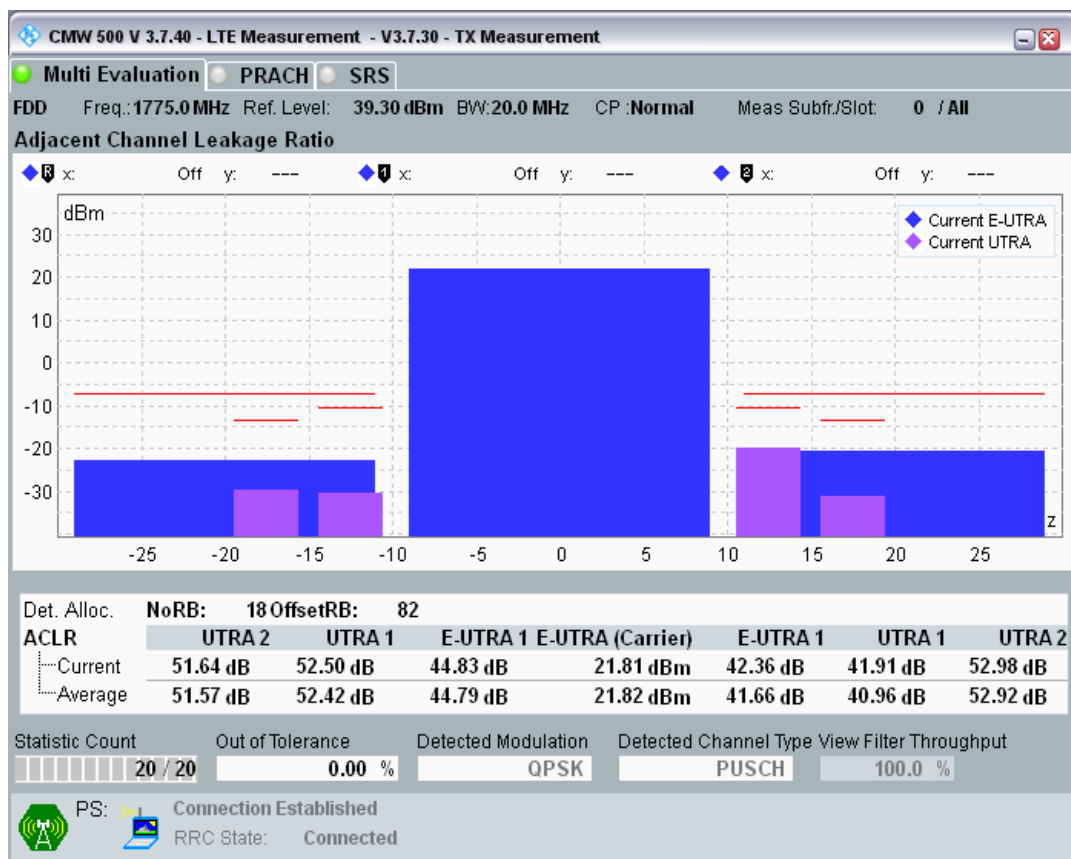 CMW 500 V 3.7.40 - LTE Measurement - V3.7.30 - TX Measurement
Multi Evaluation PRACH SRS
FDD Freq.: 1775.0 MHz Ref. Level: 39.30 dBm BW: 20.0 MHz CP : Normal Meas Subfr./Slot: 0 / All
Adjacent Channel Leakage Ratio
R x: Off y: --- 1 x: Off y: --- 2 x: Off y: ---
dBm
Current E-UTRA
Current UTRA
30
20
10
0
-10
-20
-30
z
-25 -20 -15 -10 -5 0 5 10 15 20 25
Det. Alloc. NoRB: 18 OffsetRB: 82
ACLR UTRA 2 UTRA 1 E-UTRA 1 E-UTRA (Carrier) E-UTRA 1 UTRA 1 UTRA 2
Current 51.64 dB 52.50 dB 44.83 dB 21.81 dBm 42.36 dB 41.91 dB 52.98 dB
Average 51.57 dB 52.42 dB 44.79 dB 21.82 dBm 41.66 dB 40.96 dB 52.92 dB
Statistic Count Out of Tolerance Detected Modulation Detected Channel Type View Filter Throughput
20 / 20 0.00 % QPSK PUSCH 100.0 %
PS: Connection Established
RRC State: Connected